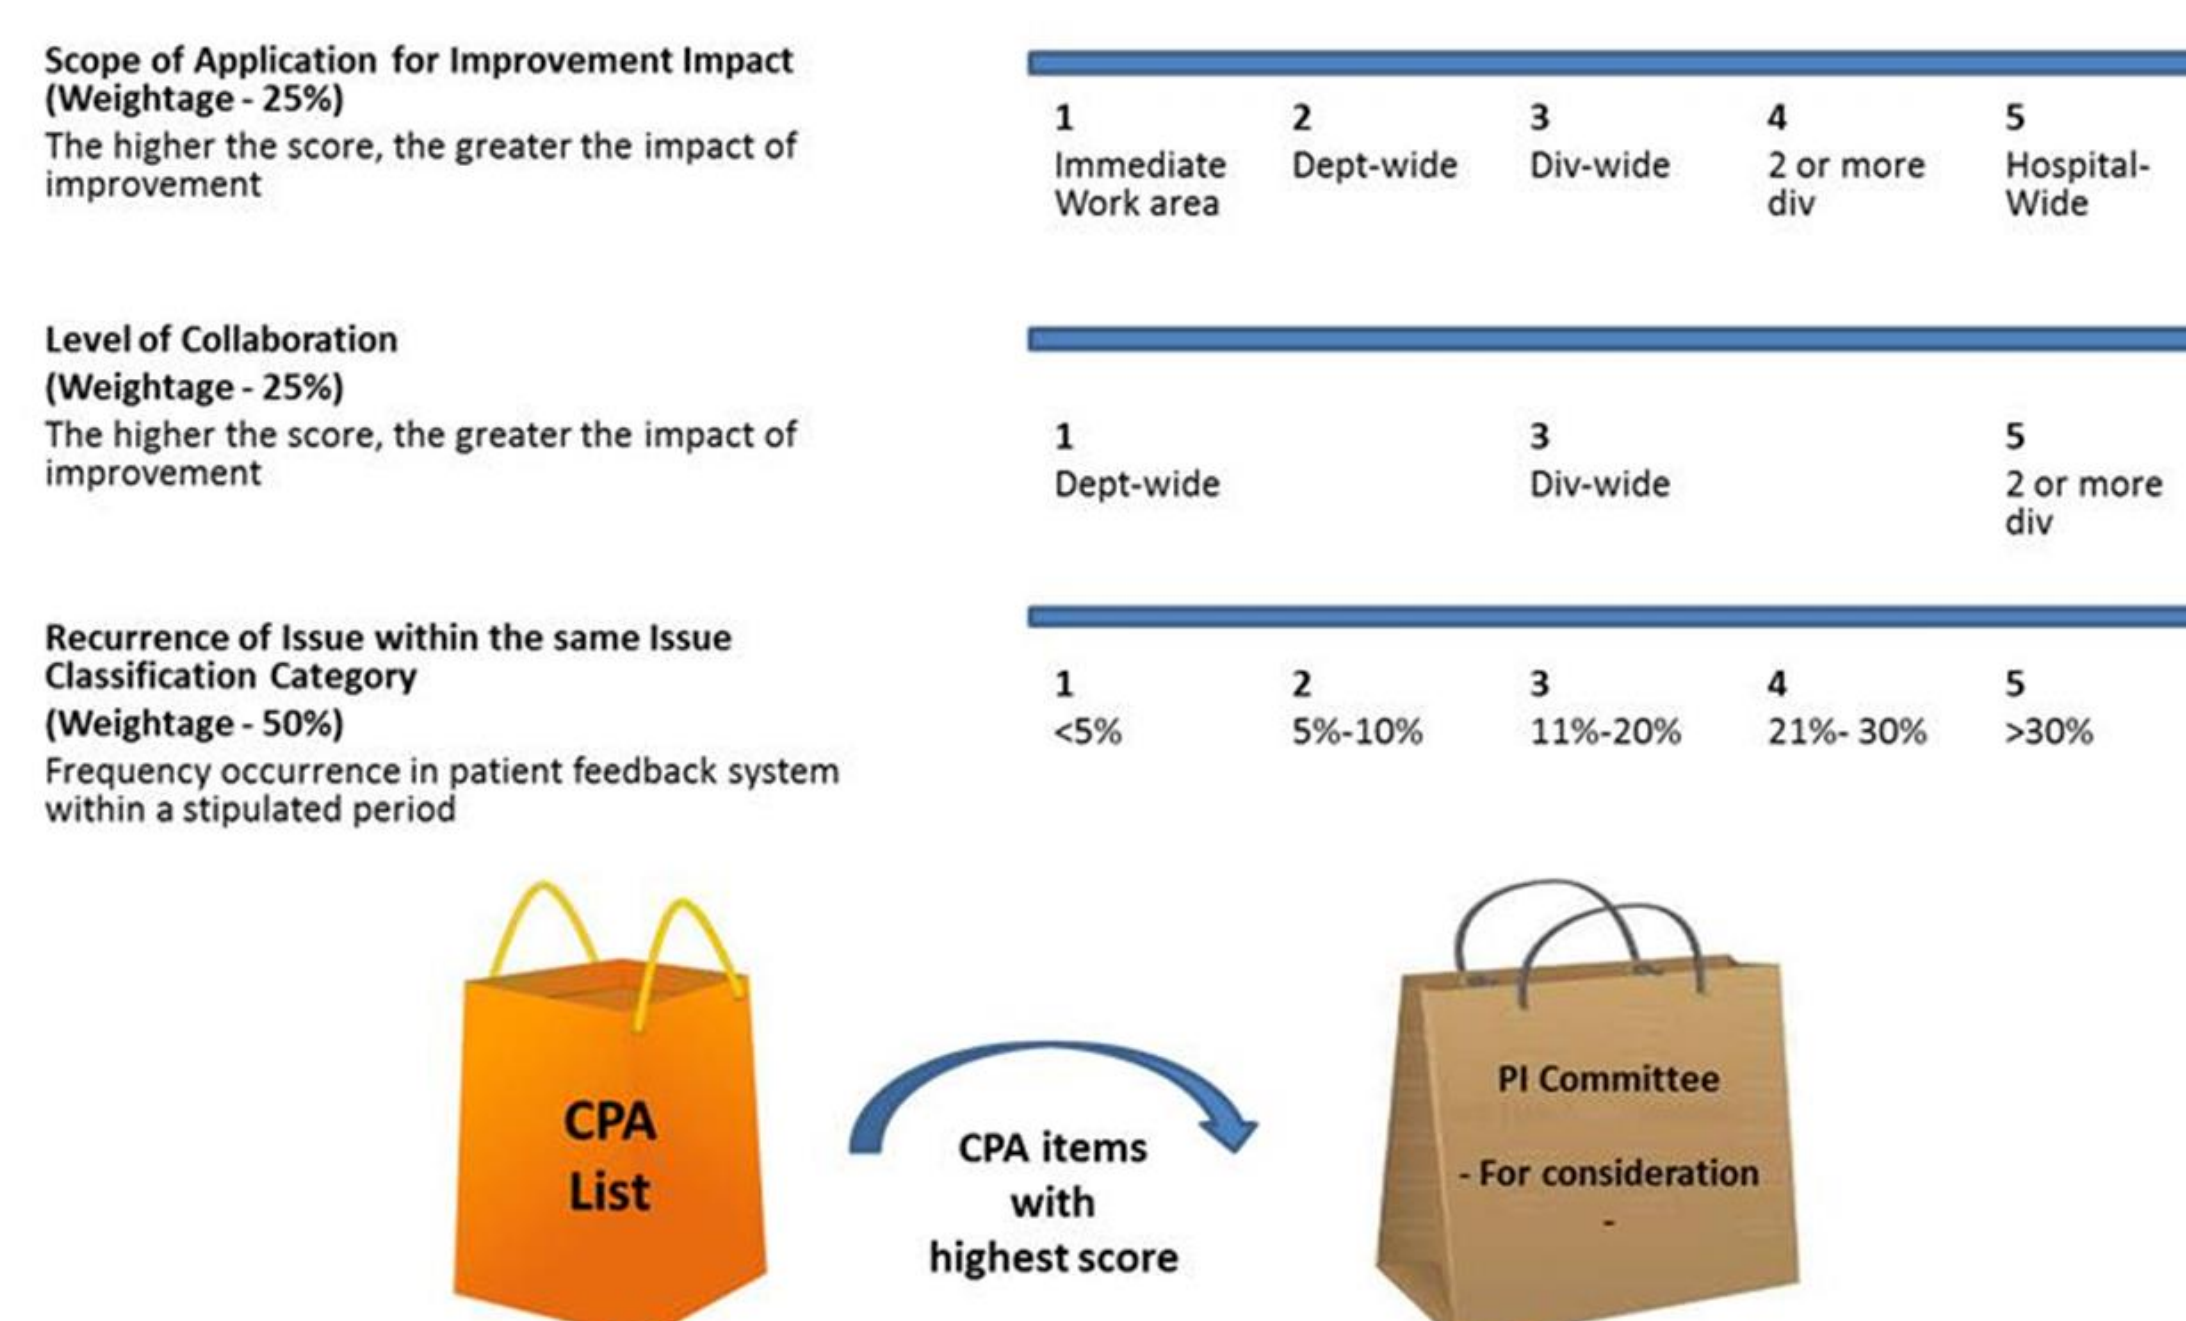 Scope of Application for Improvement Impact
(Weightage - 25%)
The higher the score, the greater the impact of
improvement
1 2 3 4 5
Immediate Dept-wide Div-wide 2 or more Hospital-
Work area div Wide
Level of Collaboration
(Weightage - 25%)
The higher the score, the greater the impact of
improvement
1 3 5
Dept-wide Div-wide 2 or more
div
Recurrence of Issue within the same Issue
Classification Category
(Weightage - 50%)
Frequency occurrence in patient feedback system
within a stipulated period
1 2 3 4 5
<5% 5%-10% 11%-20% 21%- 30% >30%
CPA
List
CPA items
with
highest score
PI Committee
- For consideration
-